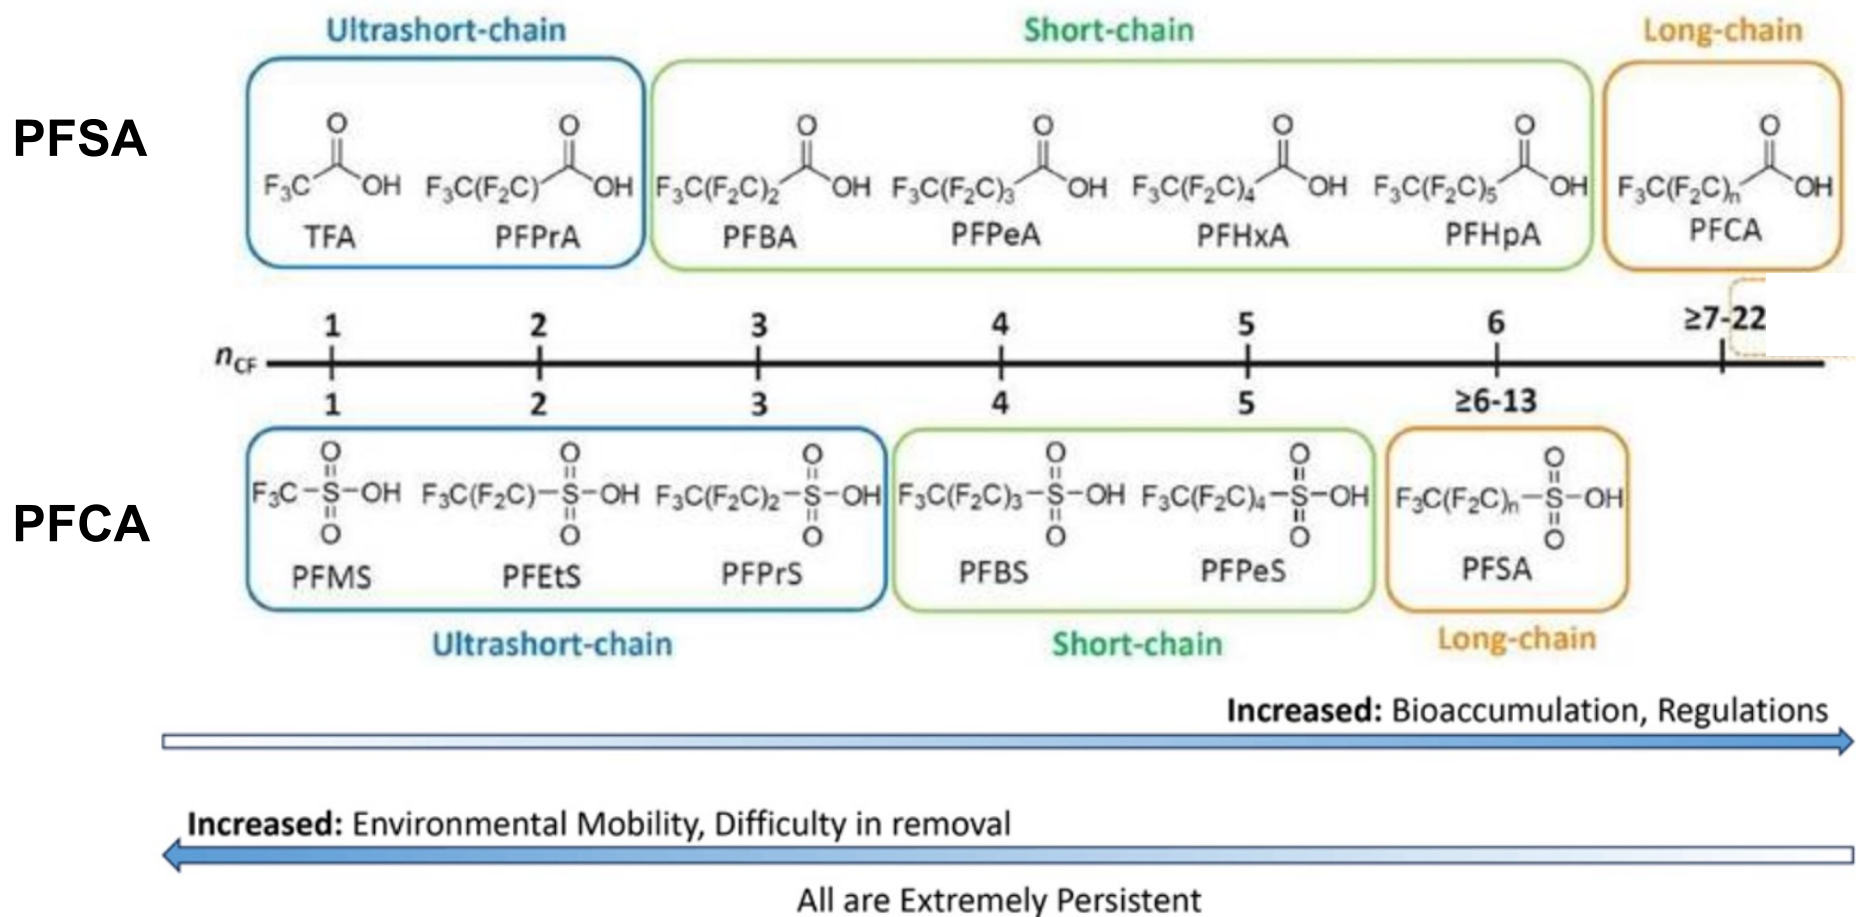 Ultrashort-chain Short-chain Long-chain
PFSA
O O O O O O O
F₃C OH F₃C(F₂C) OH F₃C(F₂C)₂ OH F₃C(F₂C)₃ OH F₃C(F₂C)₄ OH F₃C(F₂C)₅ OH F₃C(F₂C)ₙ OH
TFA PFPrA PFBA PFPeA PFHxA PFHpA PFCA
1 2 3 4 5 6 ≥7-22
nCF
1 2 3 4 5 ≥6-13
O O O O O O
PFCA
F₃C-S-OH F₃C(F₂C)-S-OH F₃C(F₂C)₂-S-OH F₃C(F₂C)₃-S-OH F₃C(F₂C)₄-S-OH F₃C(F₂C)ₙ-S-OH
O O O O O O
PFMS PFEtS PFPrS PFBS PFPeS PFSA
Ultrashort-chain Short-chain Long-chain
Increased: Bioaccumulation, Regulations
Increased: Environmental Mobility, Difficulty in removal
All are Extremely Persistent